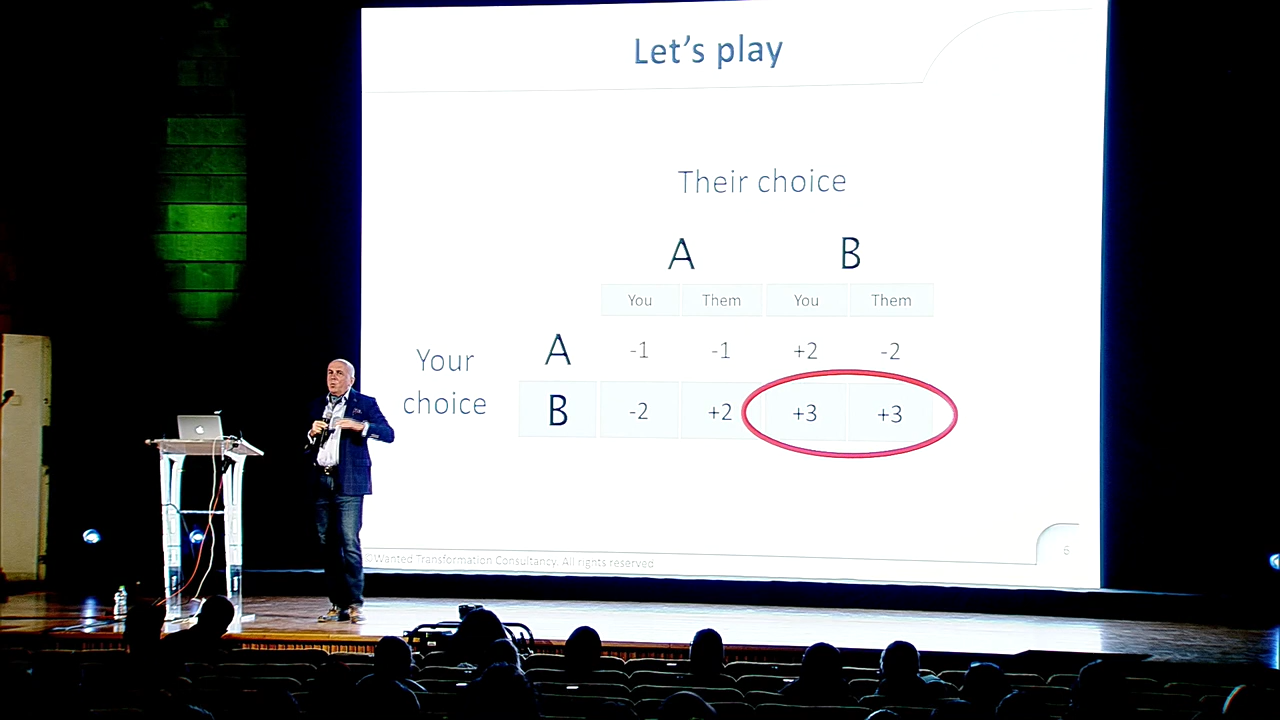 Let's play
Their choice
A B
You Them You Them
Your choice
A -1 -1 +2 -2
B -2 +2 +3 +3
©Wanted Transformation Consultancy. All rights reserved
6